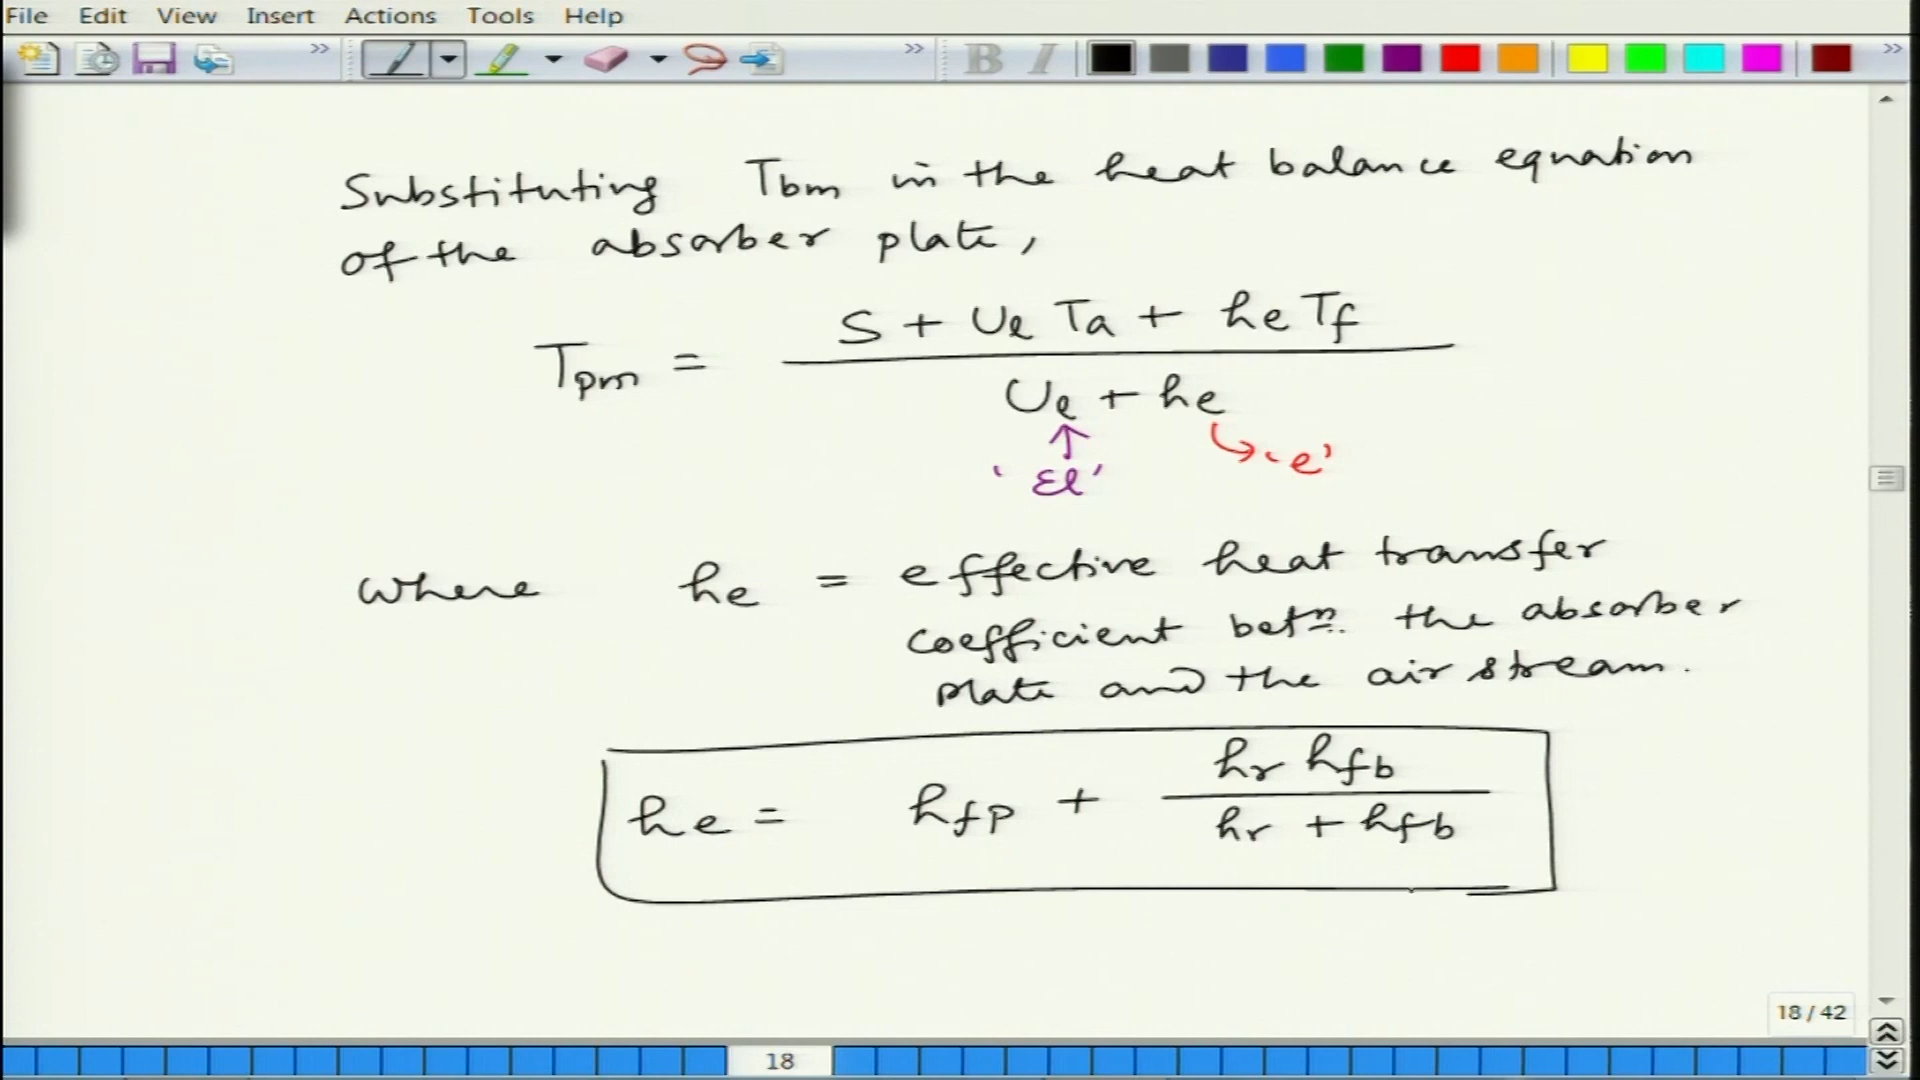 File Edit View Insert Actions Tools Help
B I
Substituting Tbm in the heat balance equation
of the absorber plate,
Tpm = (S + Ul Ta + he Tf) / (Ul + he)
'El' 'e'
where he = effective heat transfer
coefficient betn. the absorber
plate and the air stream.
he = hfp + (hr hfb) / (hr + hfb)
18 / 42
18